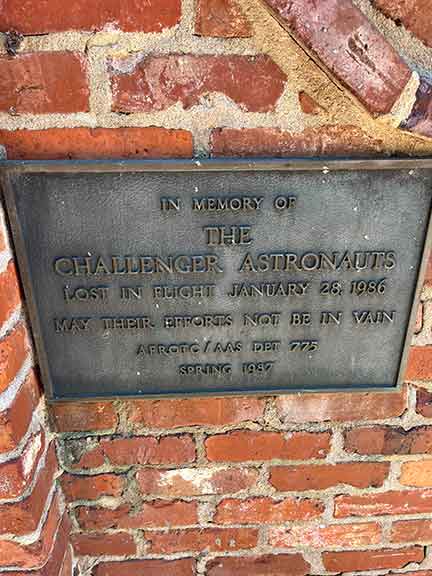 IN MEMORY OF
THE
CHALLENGER ASTRONAUTS
LOST IN FLIGHT JANUARY 28, 1986
MAY THEIR EFFORTS NOT BE IN VAIN
AFROTC/AAS DET 775
SPRING 1987